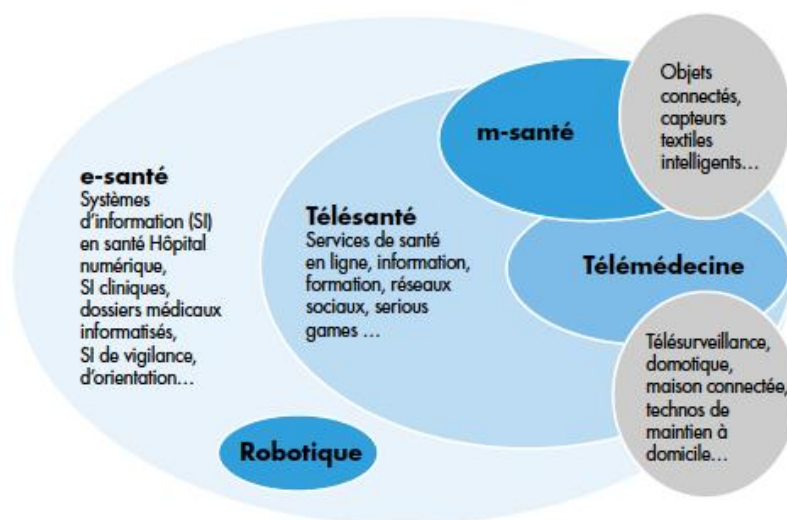 e-santé
Systèmes
d'information (SI)
en santé Hôpital
numérique,
SI cliniques,
dossiers médicaux
informatisés,
SI de vigilance,
d'orientation…
Télésanté
Services de santé
en ligne, information,
formation, réseaux
sociaux, serious
games …
m-santé
Objets
connectés,
capteurs
textiles
intelligents…
Télémédecine
Télésurveillance,
domotique,
maison connectée,
technos de
maintien à
domicile…
Robotique